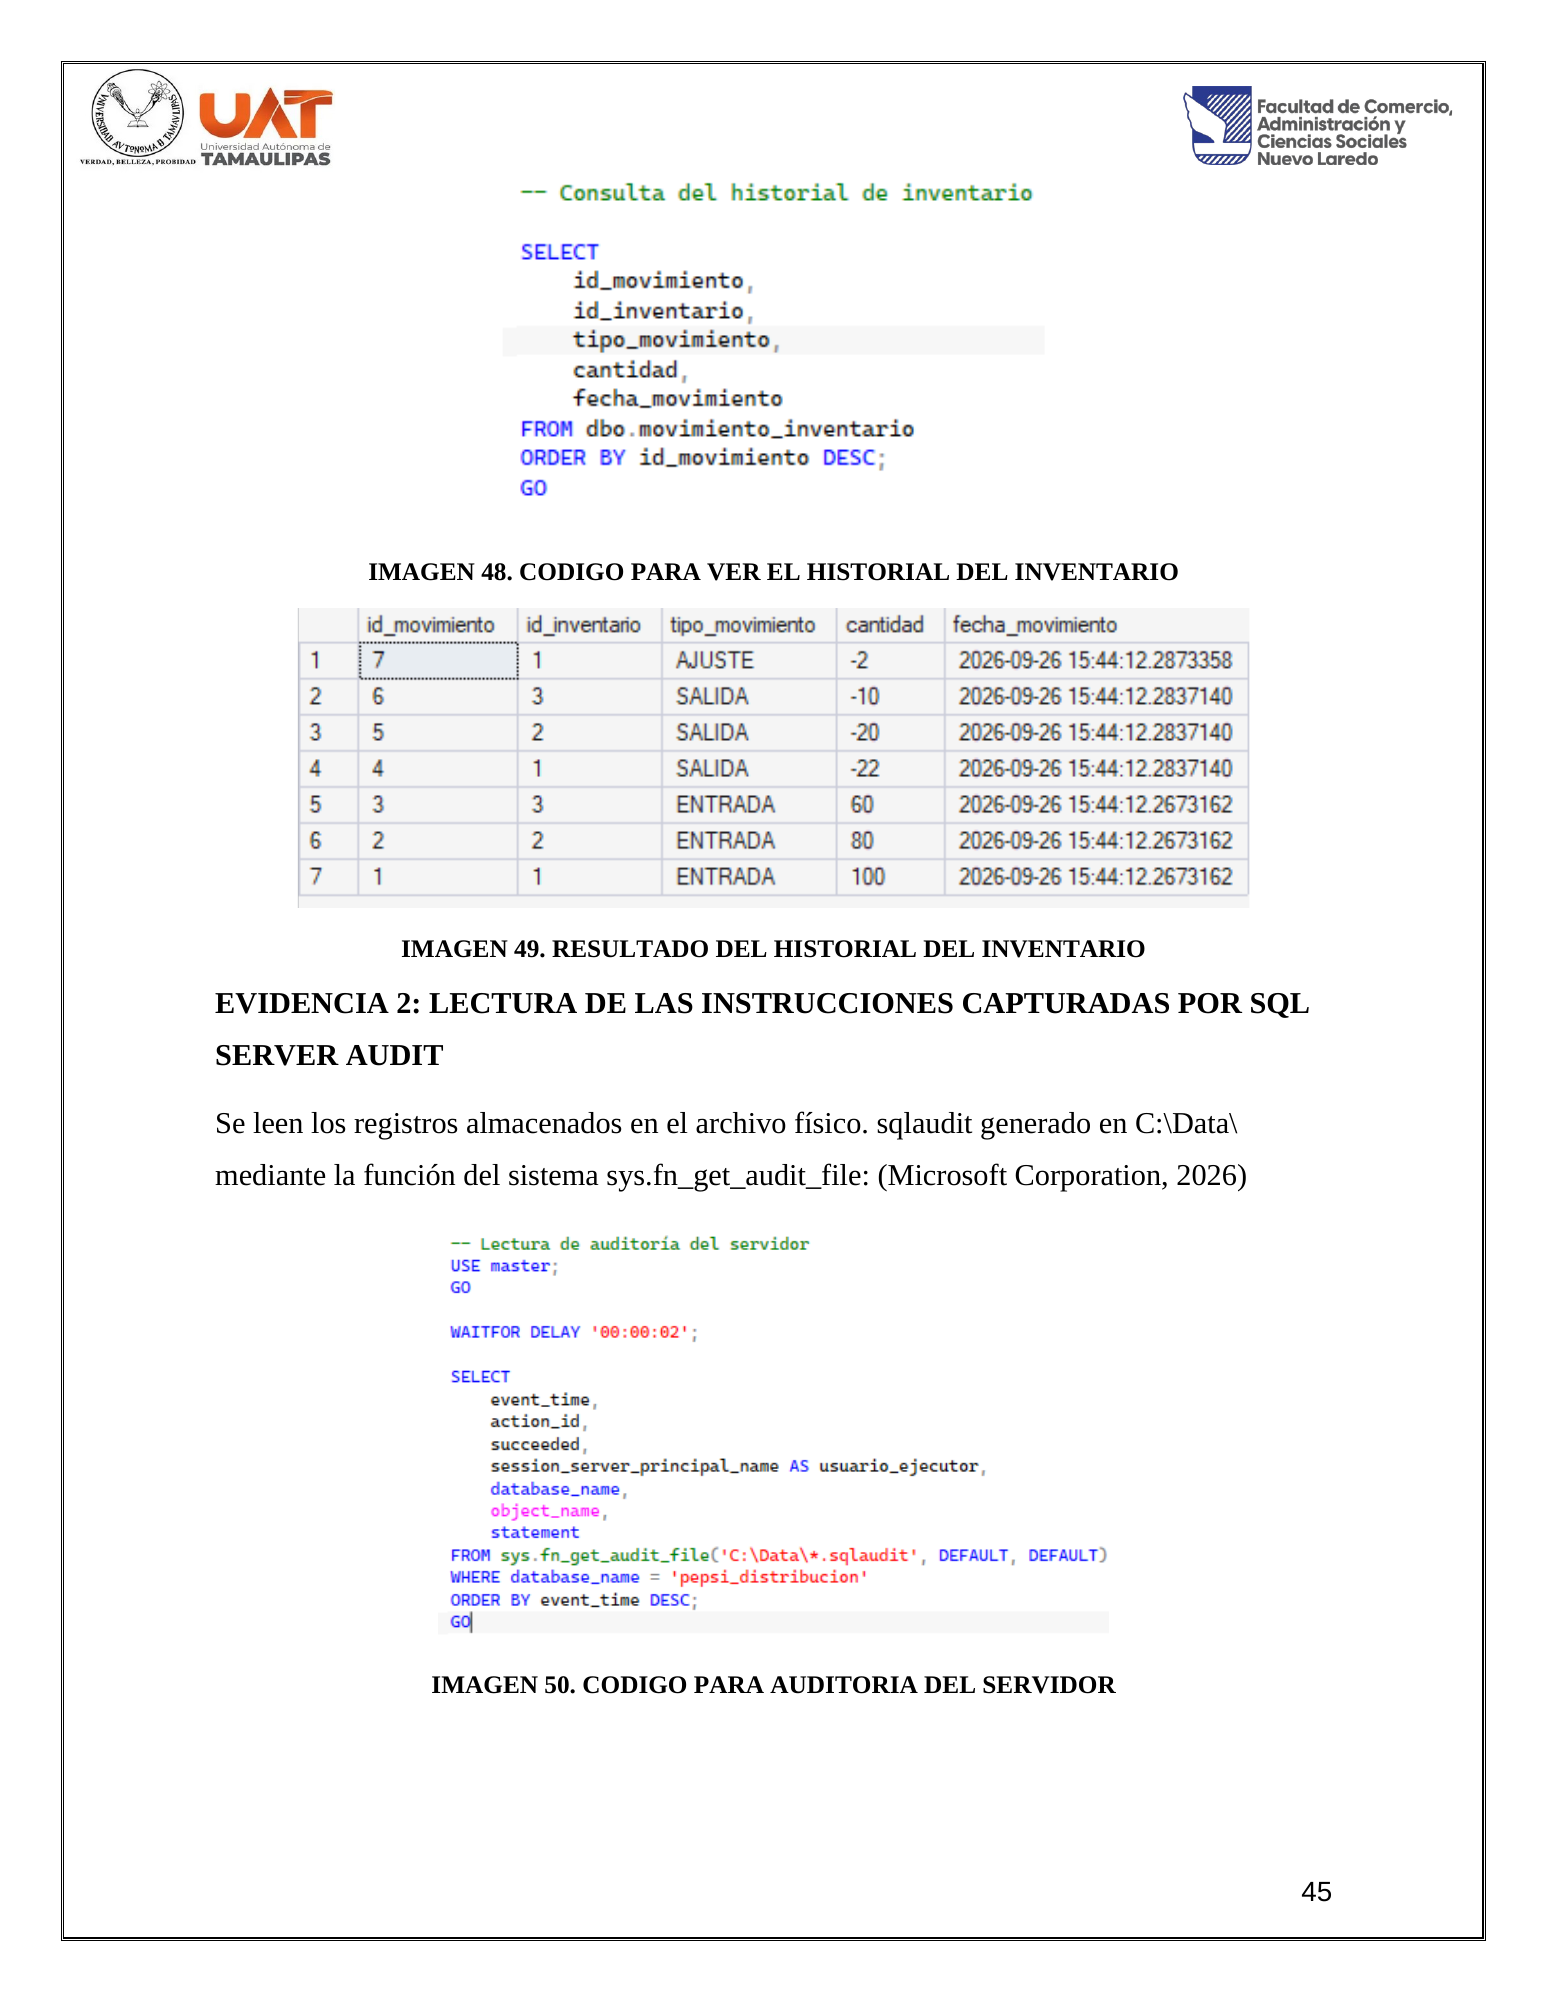 UNIVERSIDAD AVTONOMA D TAMAVLIPAS
VERDAD, BELLEZA, PROBIDAD
UAT
Universidad Autónoma de
TAMAULIPAS
Facultad de Comercio,
Administración y
Ciencias Sociales
Nuevo Laredo
-- Consulta del historial de inventario
SELECT
id_movimiento,
id_inventario,
tipo_movimiento,
cantidad,
fecha_movimiento
FROM dbo.movimiento_inventario
ORDER BY id_movimiento DESC;
GO
IMAGEN 48. CODIGO PARA VER EL HISTORIAL DEL INVENTARIO
id_movimiento id_inventario tipo_movimiento cantidad fecha_movimiento
1 7 1 AJUSTE -2 2026-09-26 15:44:12.2873358
2 6 3 SALIDA -10 2026-09-26 15:44:12.2837140
3 5 2 SALIDA -20 2026-09-26 15:44:12.2837140
4 4 1 SALIDA -22 2026-09-26 15:44:12.2837140
5 3 3 ENTRADA 60 2026-09-26 15:44:12.2673162
6 2 2 ENTRADA 80 2026-09-26 15:44:12.2673162
7 1 1 ENTRADA 100 2026-09-26 15:44:12.2673162
IMAGEN 49. RESULTADO DEL HISTORIAL DEL INVENTARIO
EVIDENCIA 2: LECTURA DE LAS INSTRUCCIONES CAPTURADAS POR SQL
SERVER AUDIT
Se leen los registros almacenados en el archivo físico. sqlaudit generado en C:\Data\
mediante la función del sistema sys.fn_get_audit_file: (Microsoft Corporation, 2026)
-- Lectura de auditoría del servidor
USE master;
GO
WAITFOR DELAY '00:00:02';
SELECT
event_time,
action_id,
succeeded,
session_server_principal_name AS usuario_ejecutor,
database_name,
object_name,
statement
FROM sys.fn_get_audit_file('C:\Data\*.sqlaudit', DEFAULT, DEFAULT)
WHERE database_name = 'pepsi_distribucion'
ORDER BY event_time DESC;
GO
IMAGEN 50. CODIGO PARA AUDITORIA DEL SERVIDOR
45